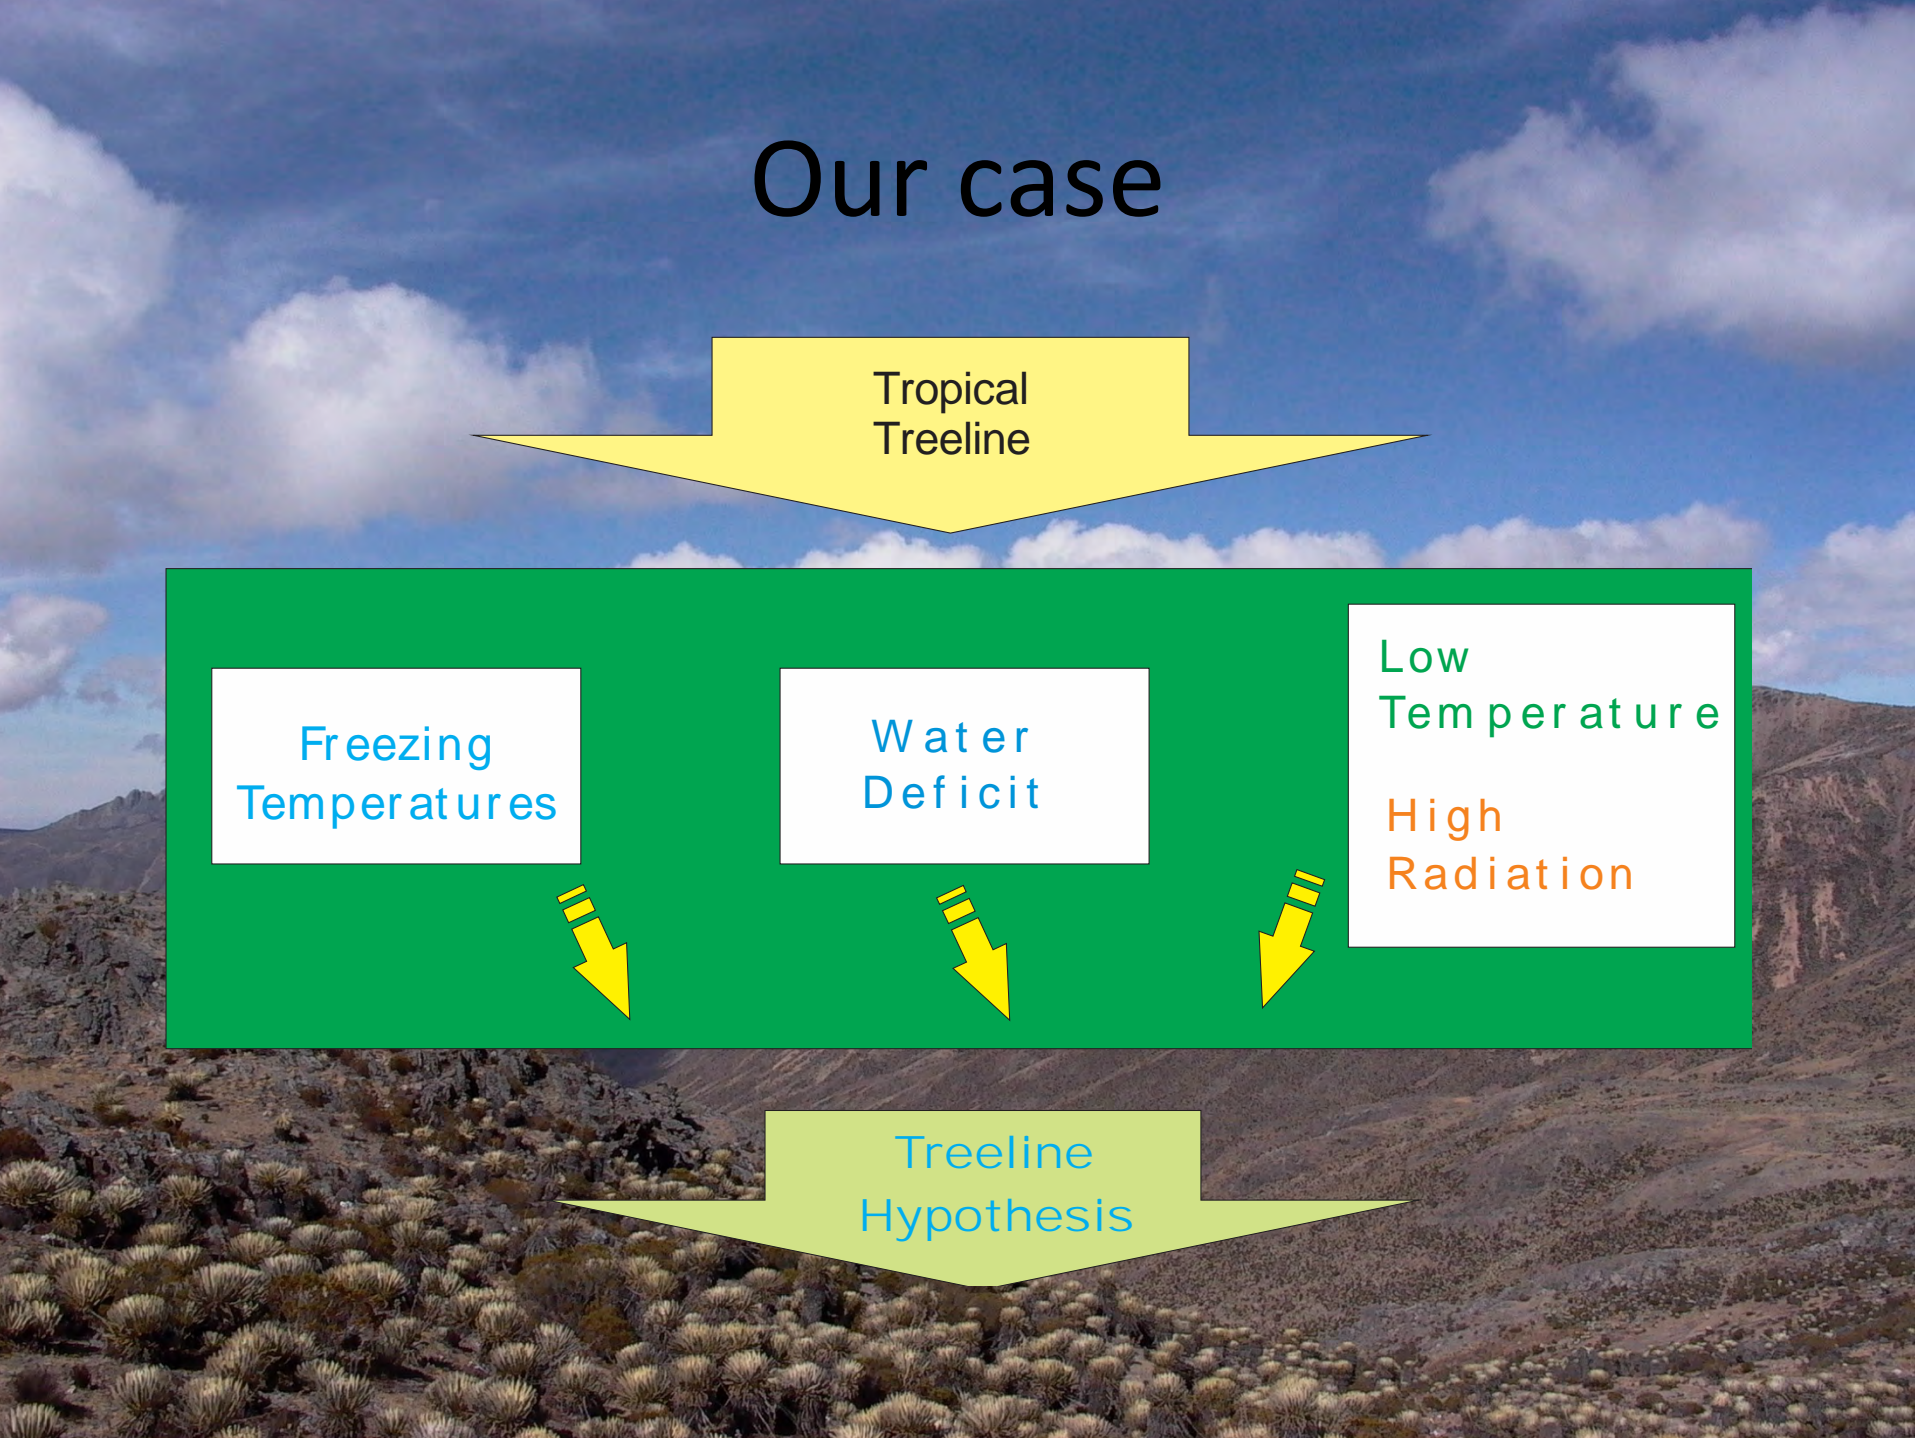 Our case
Tropical
Treeline
Freezing
Temperatures
Water
Deficit
Low
Temperature
High
Radiation
Treeline
Hypothesis